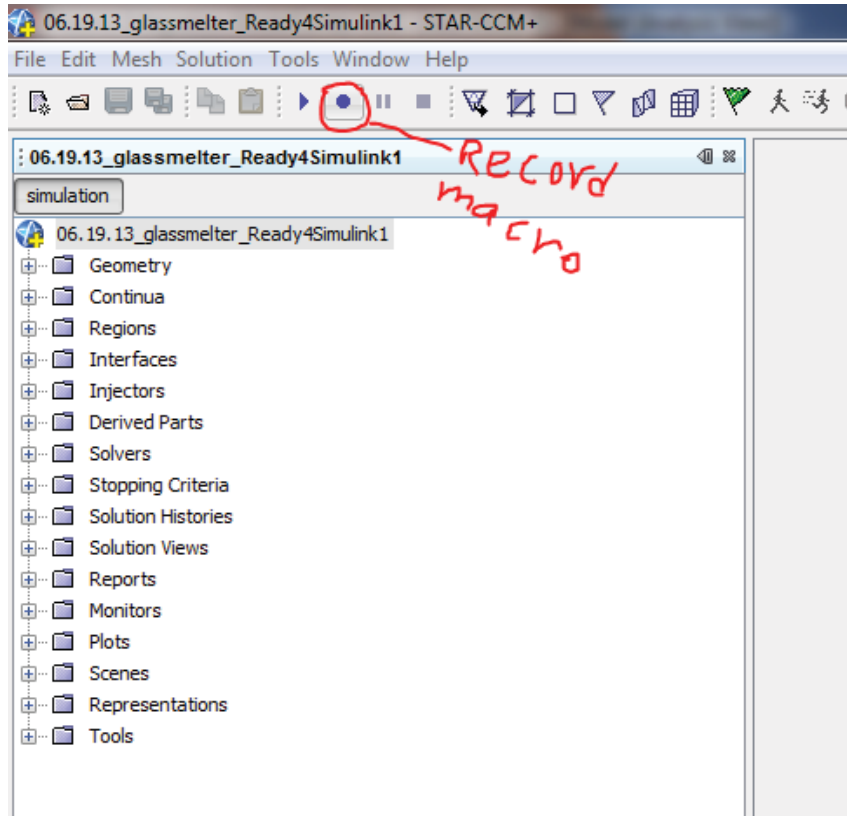 06.19.13_glassmelter_Ready4Simulink1 - STAR-CCM+
File Edit Mesh Solution Tools Window Help
06.19.13_glassmelter_Ready4Simulink1
Record
macro
simulation
06.19.13_glassmelter_Ready4Simulink1
Geometry
Continua
Regions
Interfaces
Injectors
Derived Parts
Solvers
Stopping Criteria
Solution Histories
Solution Views
Reports
Monitors
Plots
Scenes
Representations
Tools